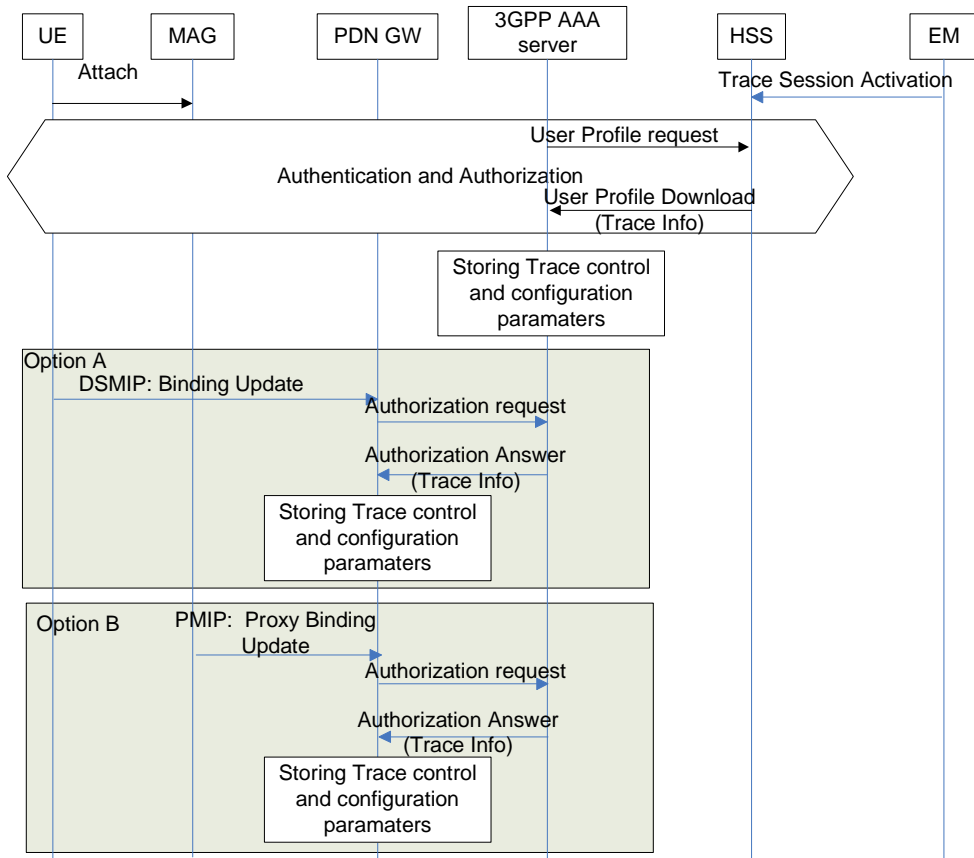 UE
MAG
PDN GW
3GPP AAA
server
HSS
EM
Attach
Trace Session Activation
User Profile request
Authentication and Authorization
User Profile Download
(Trace Info)
Storing Trace control
and configuration
paramaters
Option A
DSMIP: Binding Update
Authorization request
Authorization Answer
(Trace Info)
Storing Trace control
and configuration
paramaters
Option B
PMIP:  Proxy Binding
Update
Authorization request
Authorization Answer
(Trace Info)
Storing Trace control
and configuration
paramaters